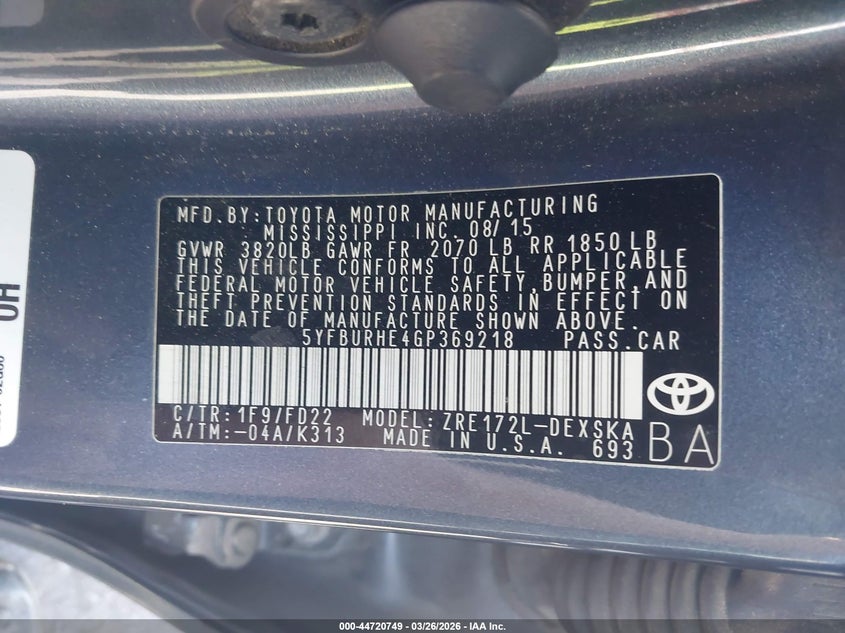 MFD.BY:TOYOTA MOTOR MANUFACTURING
MISSISSIPPI INC. 08/15
GVWR 3820LB GAWR FR 2070 LB RR 1850 LB
THIS VEHICLE CONFORMS TO ALL APPLICABLE
FEDERAL MOTOR VEHICLE SAFETY,BUMPER,AND
THEFT PREVENTION STANDARDS IN EFFECT ON
THE DATE OF MANUFACTURE SHOWN ABOVE.
5YFBURHE4GP369218 PASS.CAR
C/TR:1F9/FD22 MODEL:ZRE172L-DEXSKA
A/TM:-04A/K313 MADE IN U.S.A. 693 BA
000-44720749 - 03/26/2026 - IAA Inc.